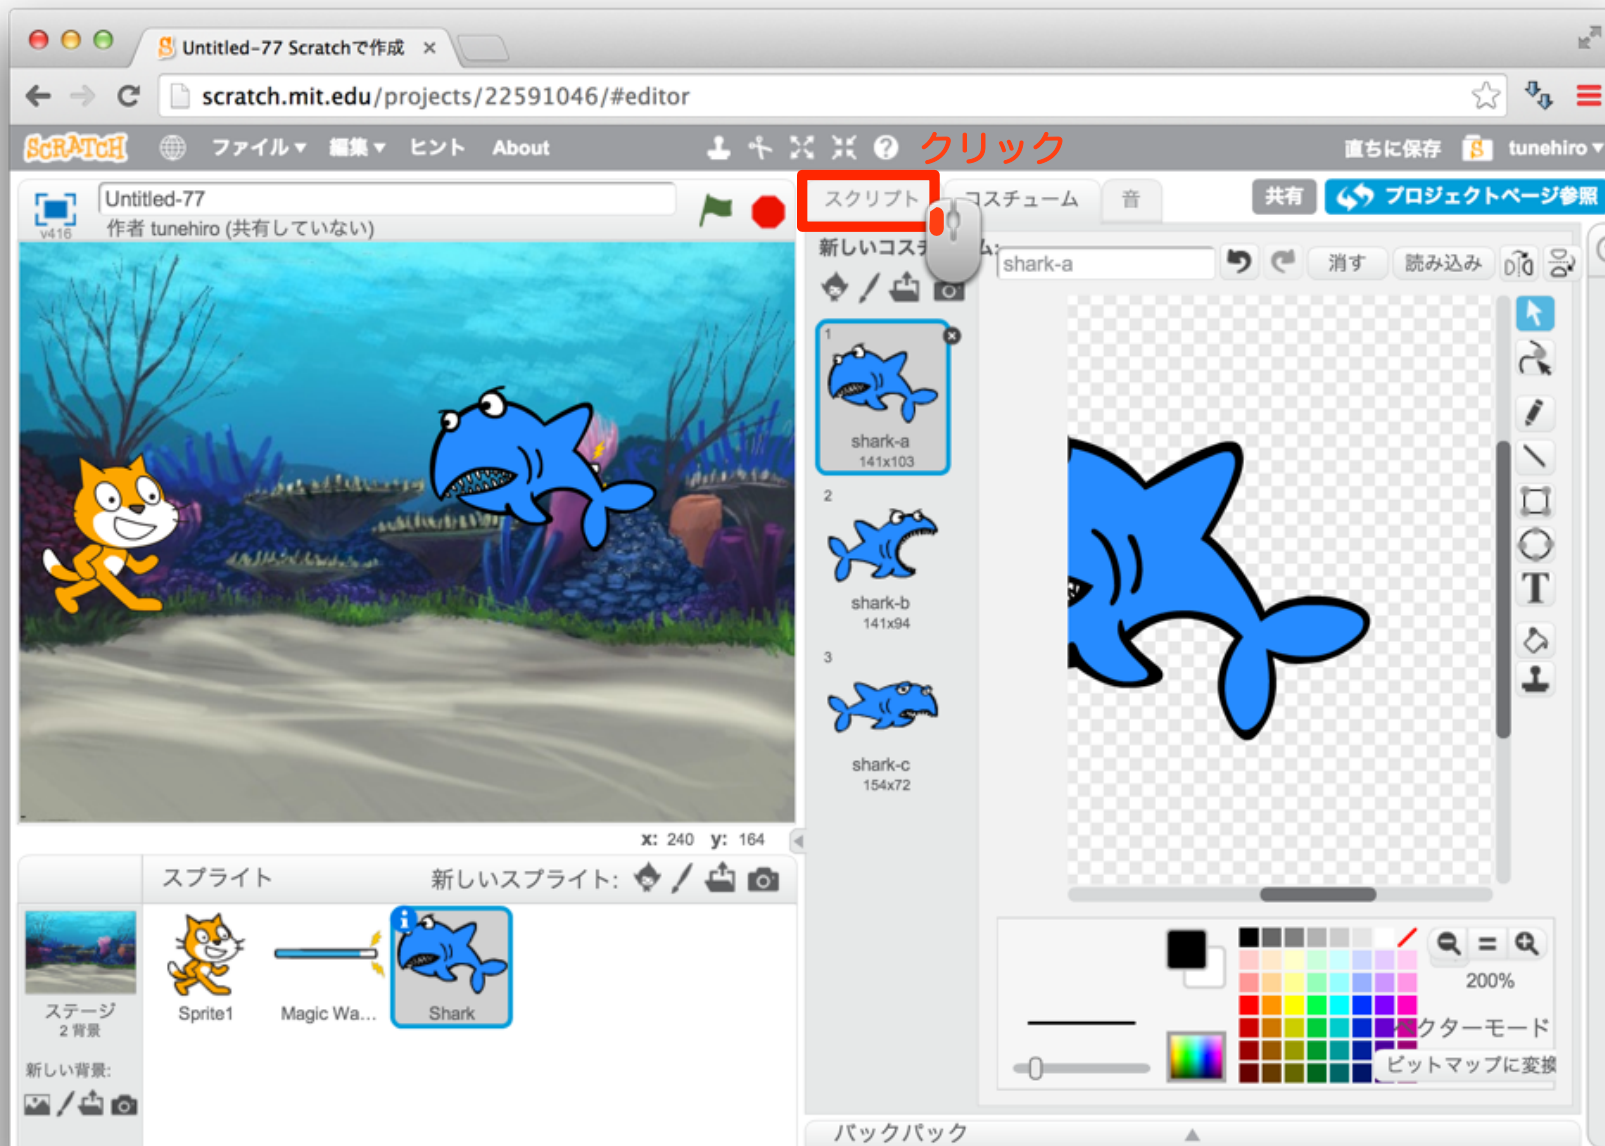 Untitled-77 Scratchで作成
scratch.mit.edu/projects/22591046/#editor
SCRATCH ファイル 編集 ヒント About クリック 直ちに保存 tunehiro
Untitled-77
v416 作者 tunehiro (共有していない)
スクリプト コスチューム 音 共有 プロジェクトページ参照
新しいコスチ ム:
shark-a 消す 読み込み
1
shark-a
141x103
2
shark-b
141x94
3
shark-c
154x72
T
x: 240 y: 164
スプライト 新しいスプライト:
ステージ
2 背景
新しい背景:
Sprite1
Magic Wa...
Shark
200%
ベクターモード
ビットマップに変換
バックパック